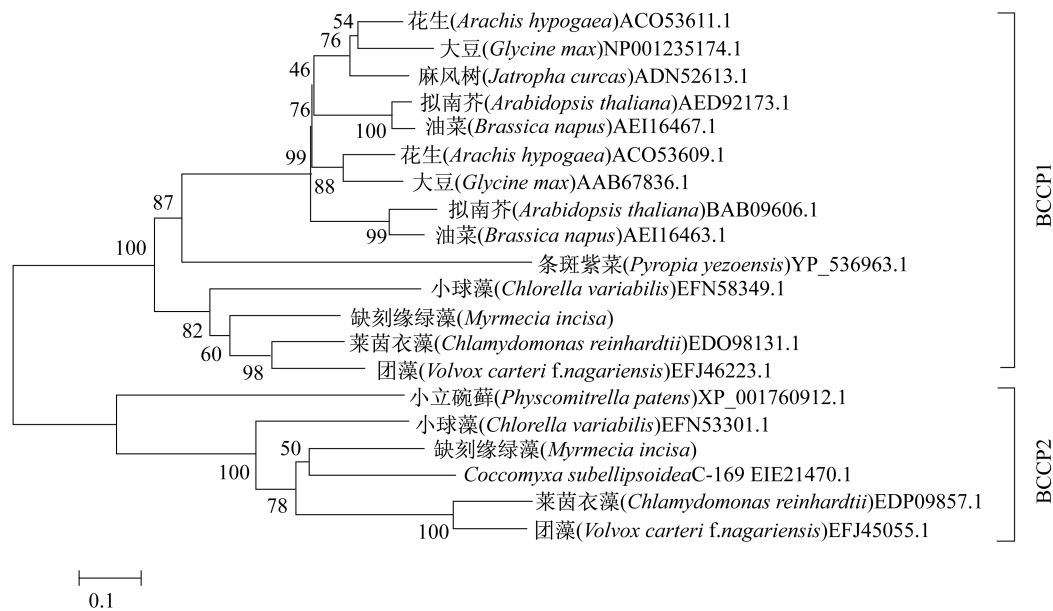 54
花生(Arachis hypogaea)ACO53611.1
76
大豆(Glycine max)NP001235174.1
46
麻风树(Jatropha curcas)ADN52613.1
76
拟南芥(Arabidopsis thaliana)AED92173.1
100
油菜(Brassica napus)AEI16467.1
99
花生(Arachis hypogaea)ACO53609.1
88
大豆(Glycine max)AAB67836.1
87
拟南芥(Arabidopsis thaliana)BAB09606.1
99
油菜(Brassica napus)AEI16463.1
100
条斑紫菜(Pyropia yezoensis)YP_536963.1
小球藻(Chlorella variabilis)EFN58349.1
82
缺刻缘绿藻(Myrmecia incisa)
60
莱茵衣藻(Chlamydomonas reinhardtii)EDO98131.1
98
团藻(Volvox carteri f.nagariensis)EFJ46223.1
BCCP1
小立碗藓(Physcomitrella patens)XP_001760912.1
小球藻(Chlorella variabilis)EFN53301.1
50
缺刻缘绿藻(Myrmecia incisa)
100
Coccomyxa subellipsoideaC-169 EIE21470.1
78
莱茵衣藻(Chlamydomonas reinhardtii)EDP09857.1
100
团藻(Volvox carteri f.nagariensis)EFJ45055.1
BCCP2
0.1